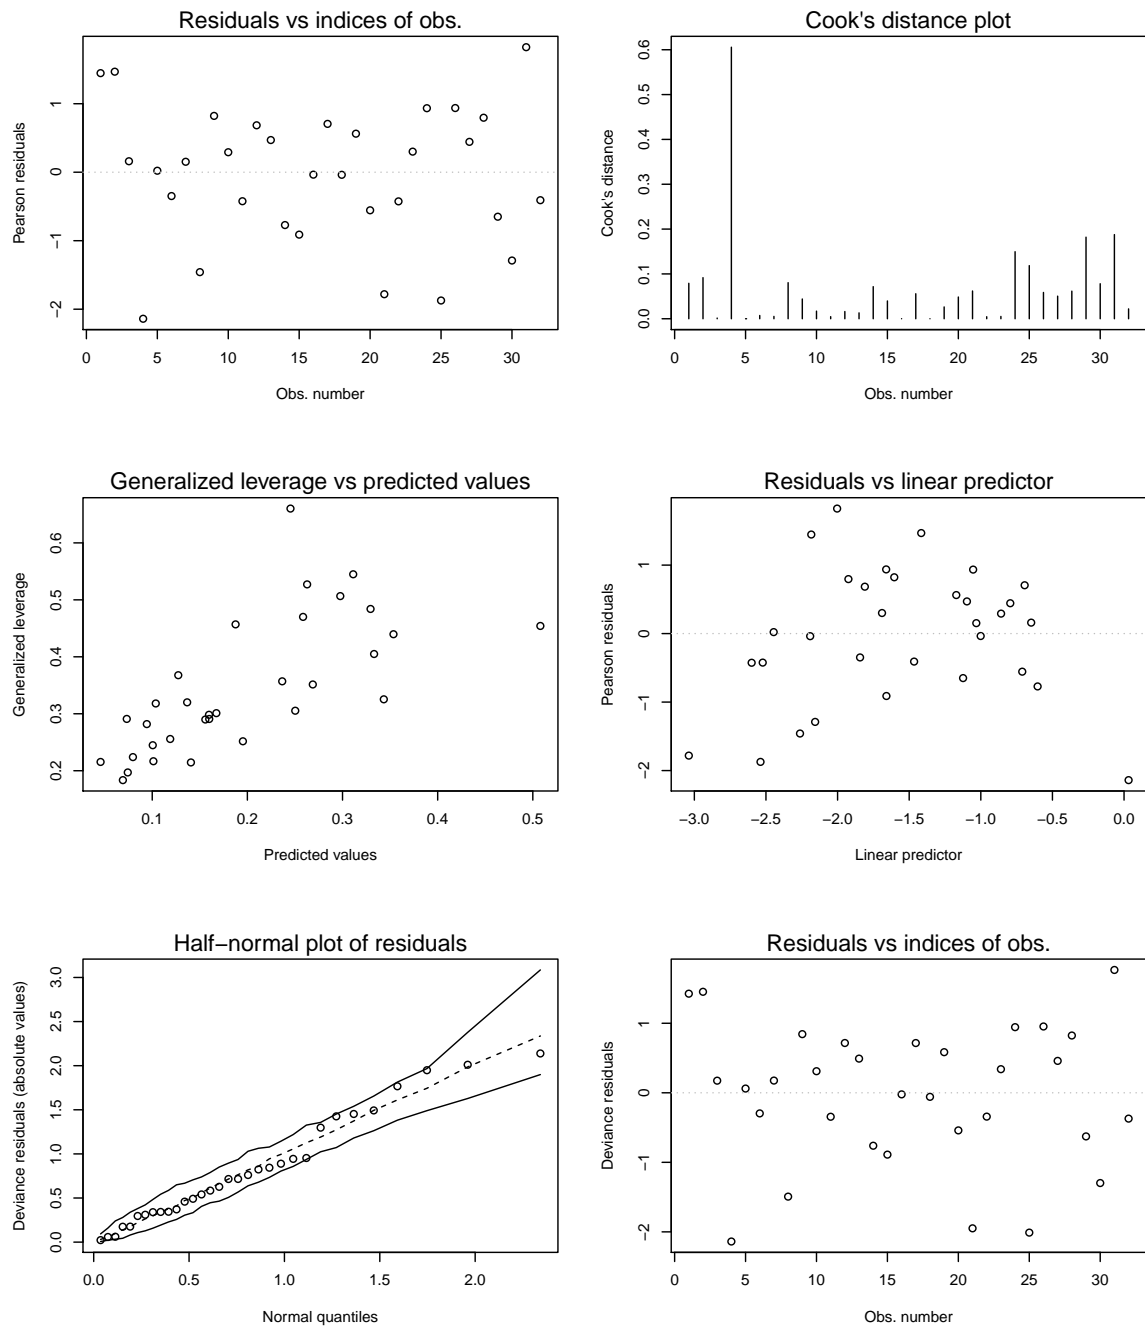 Residuals vs indices of obs.
Pearson residuals
1
0
−1
−2
0 5 10 15 20 25 30
Obs. number
Cook's distance plot
Cook's distance
0.6
0.5
0.4
0.3
0.2
0.1
0.0
0 5 10 15 20 25 30
Obs. number
Generalized leverage vs predicted values
Generalized leverage
0.6
0.5
0.4
0.3
0.2
0.1 0.2 0.3 0.4 0.5
Predicted values
Residuals vs linear predictor
Pearson residuals
1
0
−1
−2
−3.0 −2.5 −2.0 −1.5 −1.0 −0.5 0.0
Linear predictor
Half−normal plot of residuals
Deviance residuals (absolute values)
3.0
2.5
2.0
1.5
1.0
0.5
0.0
0.0 0.5 1.0 1.5 2.0
Normal quantiles
Residuals vs indices of obs.
Deviance residuals
1
0
−1
−2
0 5 10 15 20 25 30
Obs. number